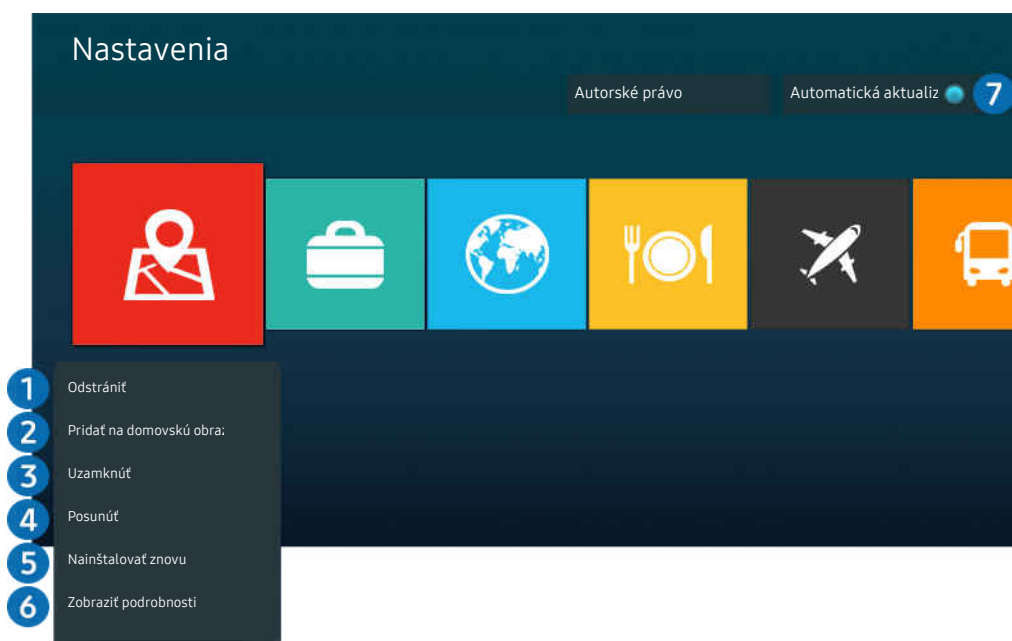 Nastavenia
Autorské právo
Automatická aktualiz
7
1 Odstrániť
2 Pridať na domovskú obra
3 Uzamknúť
4 Posunúť
5 Nainštalovať znovu
6 Zobraziť podrobnosti